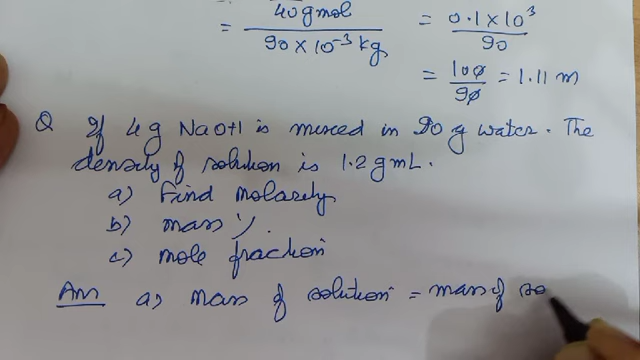 = 40 g mol / 90 × 10⁻³ kg = 0.1 × 10³ / 90
= 100 / 90 = 1.11 m
Q If 4g NaOH is mixed in 90 g water. The
density of solution is 1.2 g mL.
a) Find molarity
b) mass %.
c) mole fraction
Ans a) mass of solution = mass of so